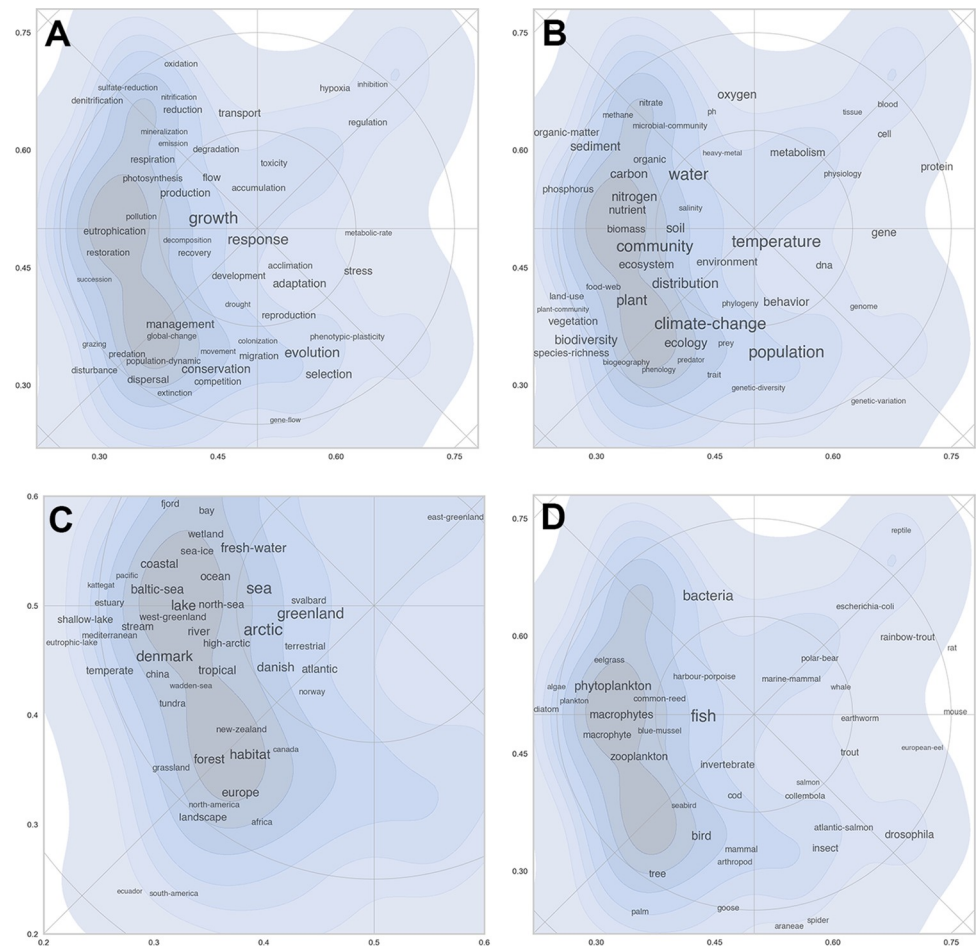 A
0.75
0.60
0.45
0.30
oxidation
sulfate-reduction
inhibition
hypoxia
denitrification
nitrification
reduction
transport
regulation
mineralization
emission
degradation
respiration
toxicity
photosynthesis
flow
production
accumulation
pollution
growth
eutrophication
response
metabolic-rate
decomposition
restoration
recovery
acclimation
stress
succession
development
adaptation
drought
reproduction
management
global-change
colonization
phenotypic-plasticity
grazing
predation
movement
migration
evolution
population-dynamic
disturbance
conservation
selection
dispersal
competition
extinction
gene-flow
0.30
0.45
0.60
0.75
B
0.75
0.60
0.45
0.30
oxygen
nitrate
methane
ph
tissue
blood
microbial-community
organic-matter
cell
sediment
heavy-metal
metabolism
organic
carbon
water
physiology
protein
phosphorus
nitrogen
nutrient
salinity
biomass
soil
gene
community
temperature
ecosystem
environment
dna
food-web
distribution
land-use
plant
phylogeny
behavior
plant-community
genome
vegetation
climate-change
biodiversity
ecology
prey
species-richness
population
biogeography
predator
phenology
trait
genetic-diversity
genetic-variation
0.30
0.45
0.60
0.75
C
0.6
0.5
0.4
0.3
0.2
fjord
bay
east-greenland
wetland
sea-ice
fresh-water
coastal
pacific
ocean
kattegat
baltic-sea
sea
estuary
lake
north-sea
svalbard
shallow-lake
west-greenland
greenland
stream
river
arctic
mediterranean
eutrophic-lake
high-arctic
terrestrial
denmark
temperate
china
tropical
danish
atlantic
wadden-sea
norway
tundra
new-zealand
canada
forest
habitat
grassland
europe
north-america
landscape
africa
ecuador
south-america
0.2
0.3
0.4
0.5
0.6
D
0.75
0.60
0.45
0.30
reptile
bacteria
escherichia-coli
rainbow-trout
rat
eelgrass
polar-bear
harbour-porpoise
marine-mammal
algae
phytoplankton
whale
plankton
common-reed
diatom
macrophytes
fish
earthworm
mouse
macrophyte
blue-mussel
european-eel
zooplankton
trout
invertebrate
salmon
cod
collembola
seabird
bird
atlantic-salmon
drosophila
mammal
insect
arthropod
tree
palm
goose
spider
araneae
0.30
0.45
0.60
0.75